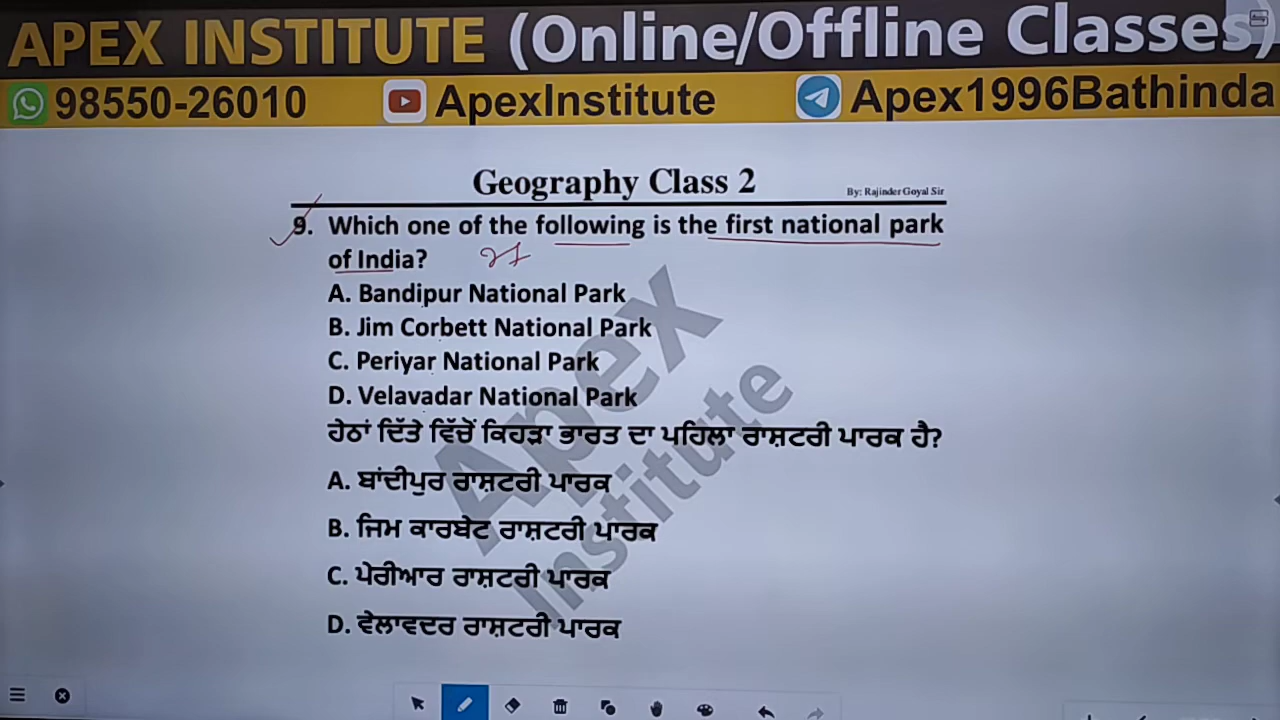 APEX INSTITUTE (Online/Offline Classes)
98550-26010 ApexInstitute Apex1996Bathinda
Geography Class 2
By: Rajinder Goyal Sir
9. Which one of the following is the first national park
of India?
A. Bandipur National Park
B. Jim Corbett National Park
C. Periyar National Park
D. Velavadar National Park
ਹੇਠਾਂ ਦਿੱਤੇ ਵਿੱਚੋਂ ਕਿਹੜਾ ਭਾਰਤ ਦਾ ਪਹਿਲਾ ਰਾਸ਼ਟਰੀ ਪਾਰਕ ਹੈ?
A. ਬਾਂਦੀਪੁਰ ਰਾਸ਼ਟਰੀ ਪਾਰਕ
B. ਜਿਮ ਕਾਰਬੇਟ ਰਾਸ਼ਟਰੀ ਪਾਰਕ
C. ਪੇਰੀਆਰ ਰਾਸ਼ਟਰੀ ਪਾਰਕ
D. ਵੇਲਾਵਦਰ ਰਾਸ਼ਟਰੀ ਪਾਰਕ
Apex
Institute